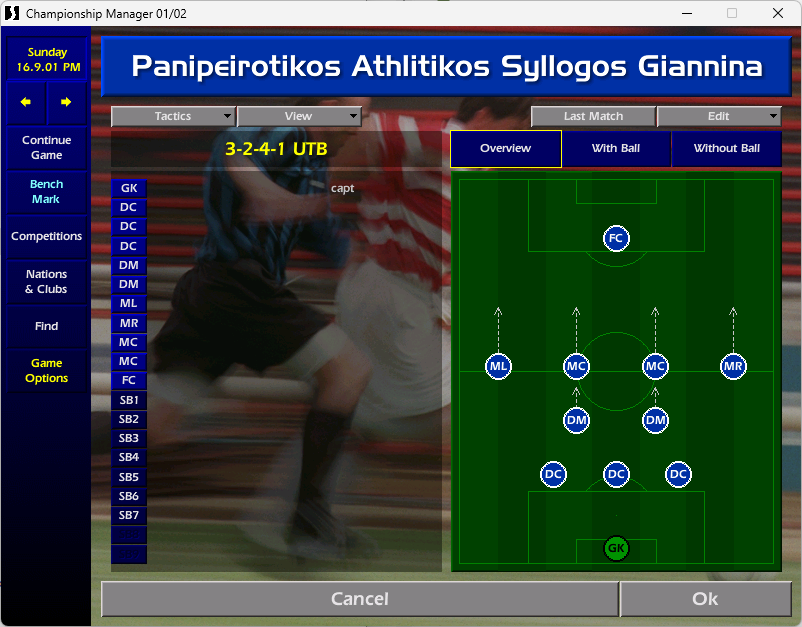 Championship Manager 01/02
Sunday
16.9.01 PM
Panipeirotikos Athlitikos Syllogos Giannina
Continue
Game
Bench
Mark
Competitions
Nations
& Clubs
Find
Game
Options
Tactics
View
Last Match
Edit
3-2-4-1 UTB
Overview
With Ball
Without Ball
GK capt
DC
DC
DC
DM
DM
ML
MR
MC
MC
FC
SB1
SB2
SB3
SB4
SB5
SB6
SB7
FC
ML MC MC MR
DM DM
DC DC DC
GK
Cancel
Ok